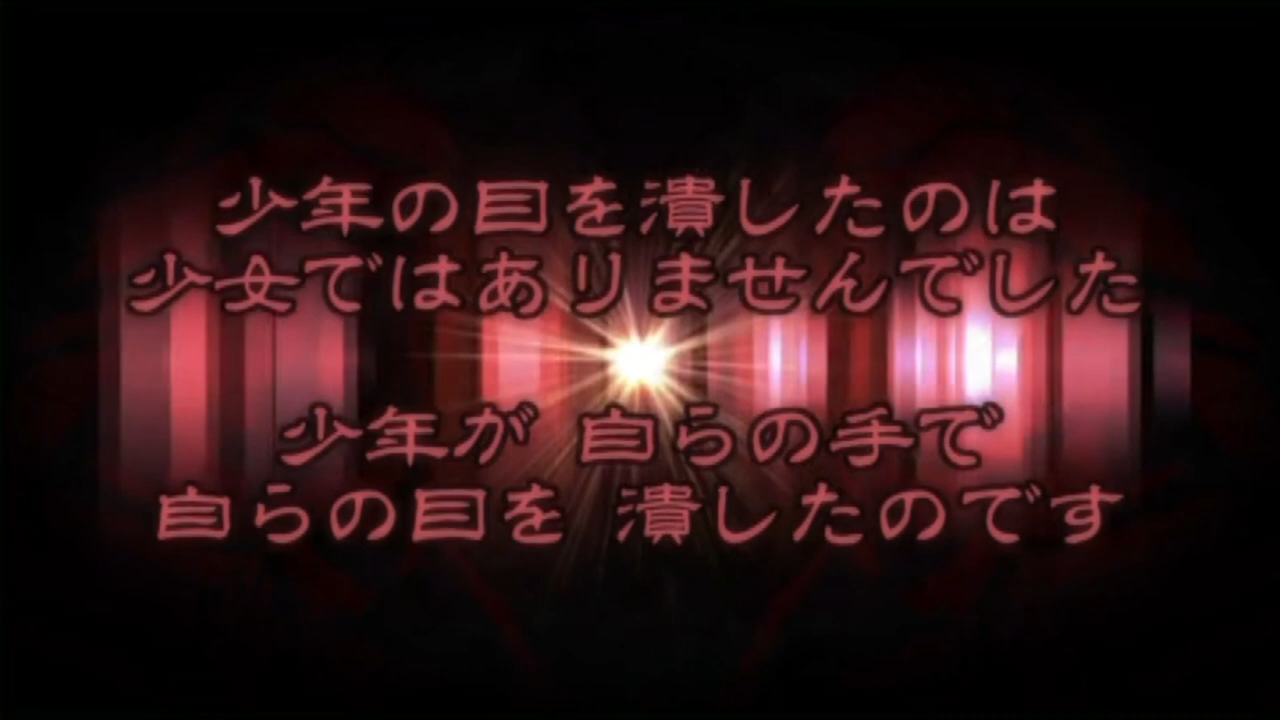 少年の目を潰したのは
少女ではありませんでした
少年が 自らの手で
自らの目を 潰したのです